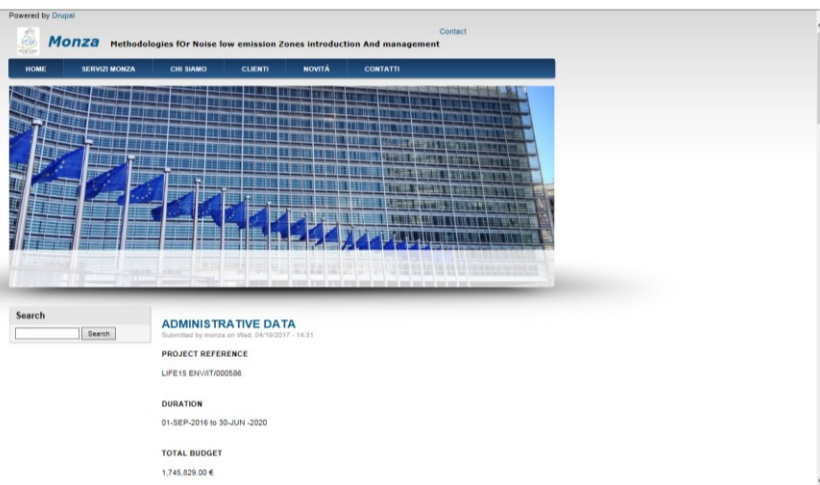 Powered by Drupal
Contact
Monza Methodologies fOr Noise low emission Zones introduction And management
HOME SERVIZI MONZA CHI SIAMO CLIENTI NOVITÁ CONTATTI
Search
Search
ADMINISTRATIVE DATA
Submitted by monza on Wed, 04/19/2017 - 14:31
PROJECT REFERENCE
LIFE15 ENV/IT/000586
DURATION
01-SEP-2016 to 30-JUN -2020
TOTAL BUDGET
1,745,829.00 €